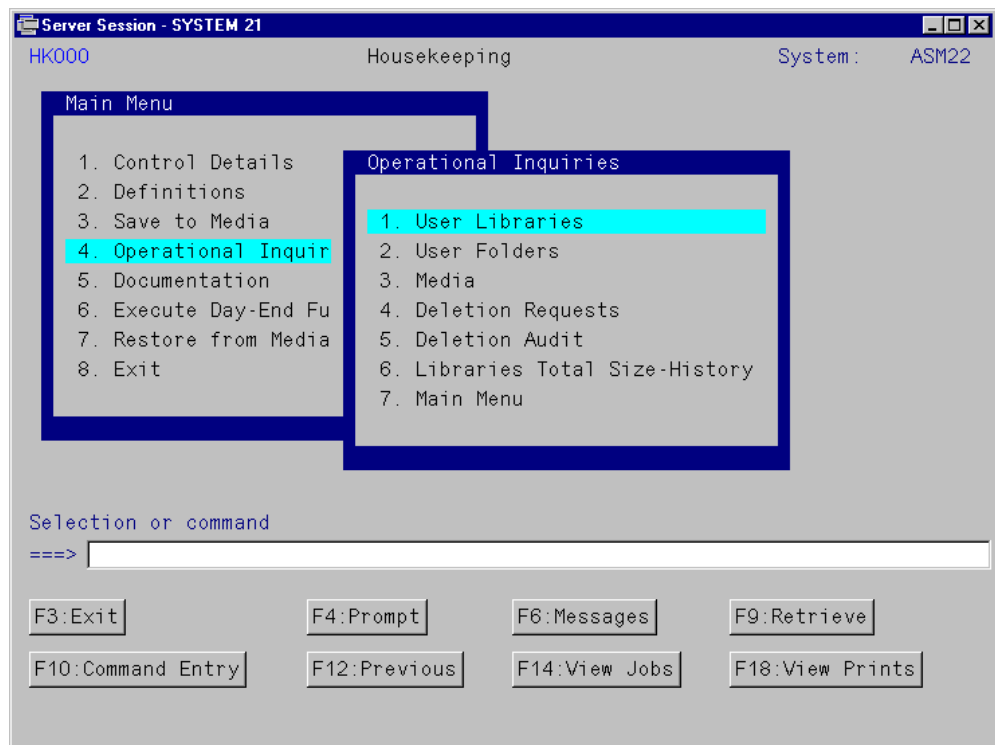 Server Session - SYSTEM 21
HK000 Housekeeping System: ASM22
Main Menu
1. Control Details
2. Definitions
3. Save to Media
4. Operational Inquir
5. Documentation
6. Execute Day-End Fu
7. Restore from Media
8. Exit
Operational Inquiries
1. User Libraries
2. User Folders
3. Media
4. Deletion Requests
5. Deletion Audit
6. Libraries Total Size-History
7. Main Menu
Selection or command
===>
F3:Exit F4:Prompt F6:Messages F9:Retrieve
F10:Command Entry F12:Previous F14:View Jobs F18:View Prints